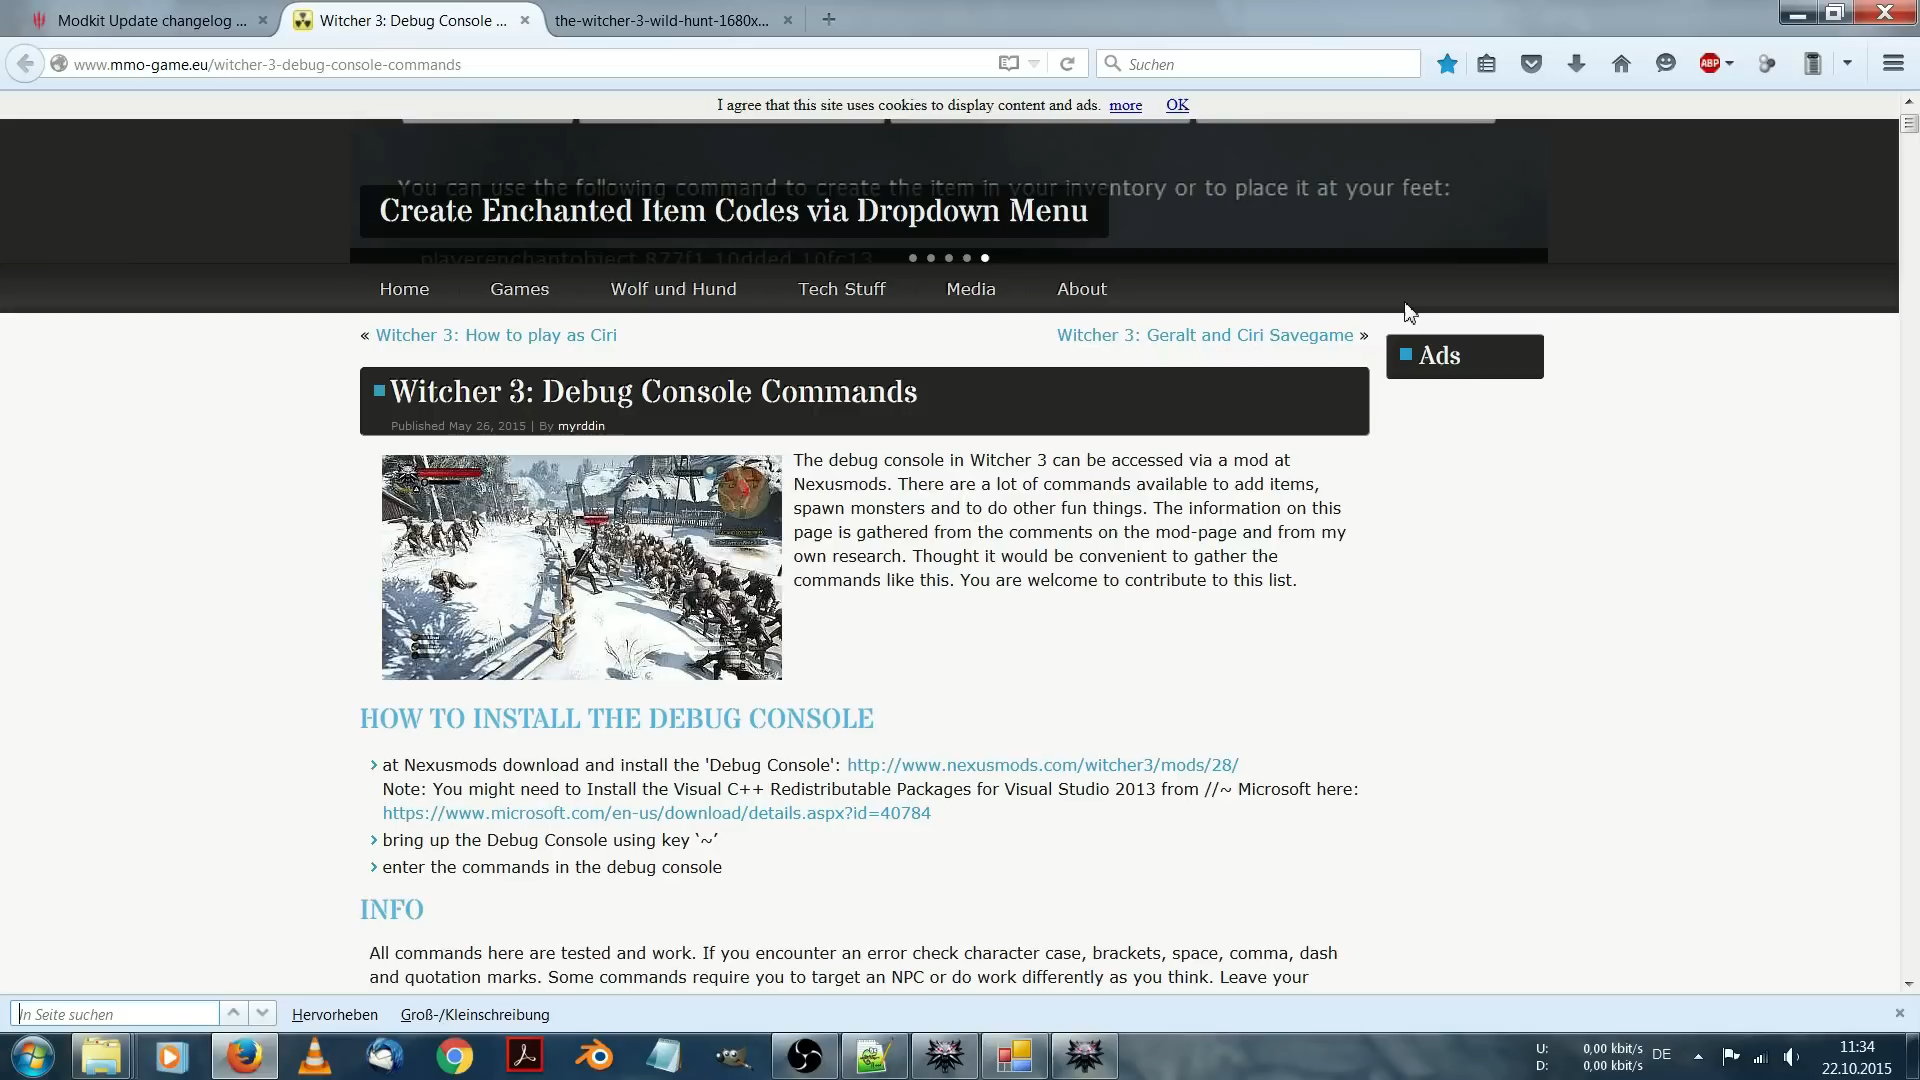 Modkit Update changelog ...
Witcher 3: Debug Console ...
the-witcher-3-wild-hunt-1680x...
www.mmo-game.eu/witcher-3-debug-console-commands
Suchen
ABP
I agree that this site uses cookies to display content and ads. more OK
You can use the following command to create the item in your inventory or to place it at your feet:
Create Enchanted Item Codes via Dropdown Menu
playerenchantobject 877f1 10dded 10fc13
Home Games Wolf und Hund Tech Stuff Media About
« Witcher 3: How to play as Ciri
Witcher 3: Geralt and Ciri Savegame »
Ads
Witcher 3: Debug Console Commands
Published May 26, 2015 | By myrddin
The debug console in Witcher 3 can be accessed via a mod at
Nexusmods. There are a lot of commands available to add items,
spawn monsters and to do other fun things. The information on this
page is gathered from the comments on the mod-page and from my
own research. Thought it would be convenient to gather the
commands like this. You are welcome to contribute to this list.
HOW TO INSTALL THE DEBUG CONSOLE
at Nexusmods download and install the 'Debug Console': http://www.nexusmods.com/witcher3/mods/28/
Note: You might need to Install the Visual C++ Redistributable Packages for Visual Studio 2013 from //~ Microsoft here:
https://www.microsoft.com/en-us/download/details.aspx?id=40784
bring up the Debug Console using key ‘~’
enter the commands in the debug console
INFO
All commands here are tested and work. If you encounter an error check character case, brackets, space, comma, dash
and quotation marks. Some commands require you to target an NPC or do work differently as you think. Leave your
In Seite suchen
Hervorheben
Groß-/Kleinschreibung
U: 0,00 kbit/s
D: 0,00 kbit/s
DE
11:34
22.10.2015